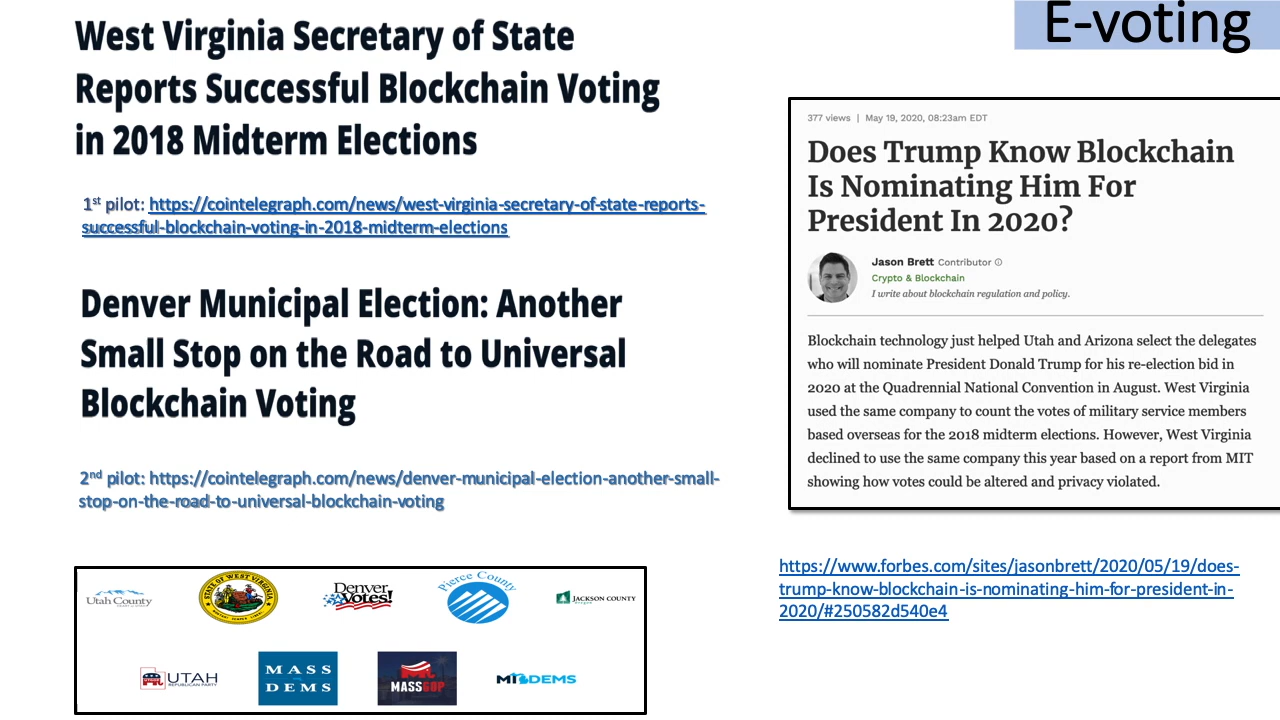 E-voting
West Virginia Secretary of State
Reports Successful Blockchain Voting
in 2018 Midterm Elections
1st pilot: https://cointelegraph.com/news/west-virginia-secretary-of-state-reports-
successful-blockchain-voting-in-2018-midterm-elections
Denver Municipal Election: Another
Small Stop on the Road to Universal
Blockchain Voting
2nd pilot: https://cointelegraph.com/news/denver-municipal-election-another-small-
stop-on-the-road-to-universal-blockchain-voting
377 views | May 19, 2020, 08:23am EDT
Does Trump Know Blockchain
Is Nominating Him For
President In 2020?
Jason Brett Contributor
Crypto & Blockchain
I write about blockchain regulation and policy.
Blockchain technology just helped Utah and Arizona select the delegates
who will nominate President Donald Trump for his re-election bid in
2020 at the Quadrennial National Convention in August. West Virginia
used the same company to count the votes of military service members
based overseas for the 2018 midterm elections. However, West Virginia
declined to use the same company this year based on a report from MIT
showing how votes could be altered and privacy violated.
https://www.forbes.com/sites/jasonbrett/2020/05/19/does-
trump-know-blockchain-is-nominating-him-for-president-in-
2020/#250582d540e4
Utah County
STATE OF WEST VIRGINIA
Denver
Votes!
Pierce County
JACKSON COUNTY
Oregon
UTAH
REPUBLICAN PARTY
MASS
DEMS
MASSGOP
MIDEMS